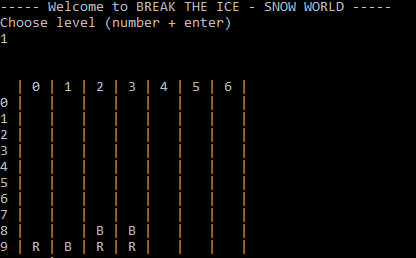 ----- Welcome to BREAK THE ICE - SNOW WORLD -----
Choose level (number + enter)
1
  | 0 | 1 | 2 | 3 | 4 | 5 | 6 |
0 |   |   |   |   |   |   |   |
1 |   |   |   |   |   |   |   |
2 |   |   |   |   |   |   |   |
3 |   |   |   |   |   |   |   |
4 |   |   |   |   |   |   |   |
5 |   |   |   |   |   |   |   |
6 |   |   |   |   |   |   |   |
7 |   |   |   |   |   |   |   |
8 |   |   | B | B |   |   |   |
9 | R | B | R | R |   |   |   |